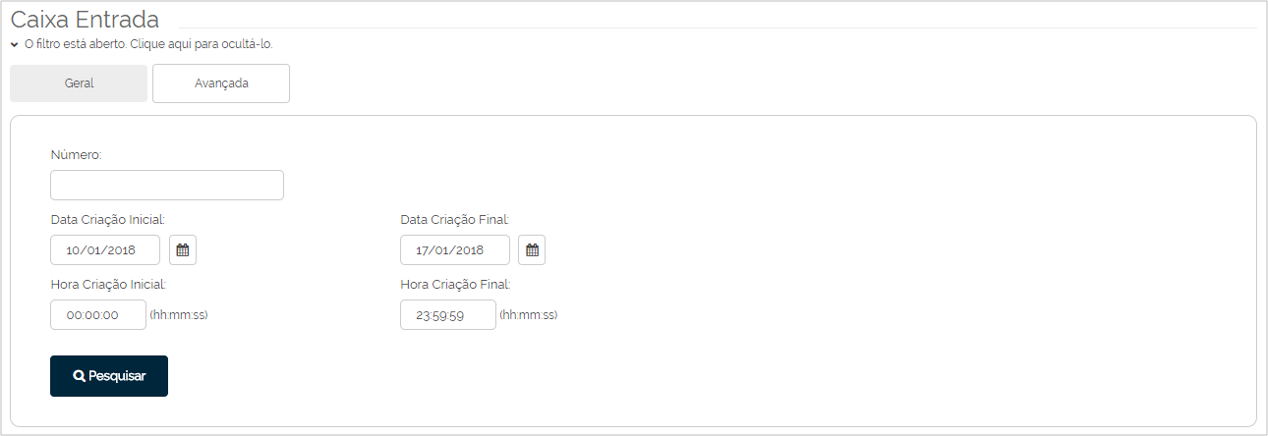 Caixa Entrada
O filtro está aberto. Clique aqui para ocultá-lo.
Geral Avançada
Número:
Data Criação Inicial: Data Criação Final:
10/01/2018 17/01/2018
Hora Criação Inicial: Hora Criação Final:
00:00:00 (hh:mm:ss) 23:59:59 (hh:mm:ss)
Pesquisar